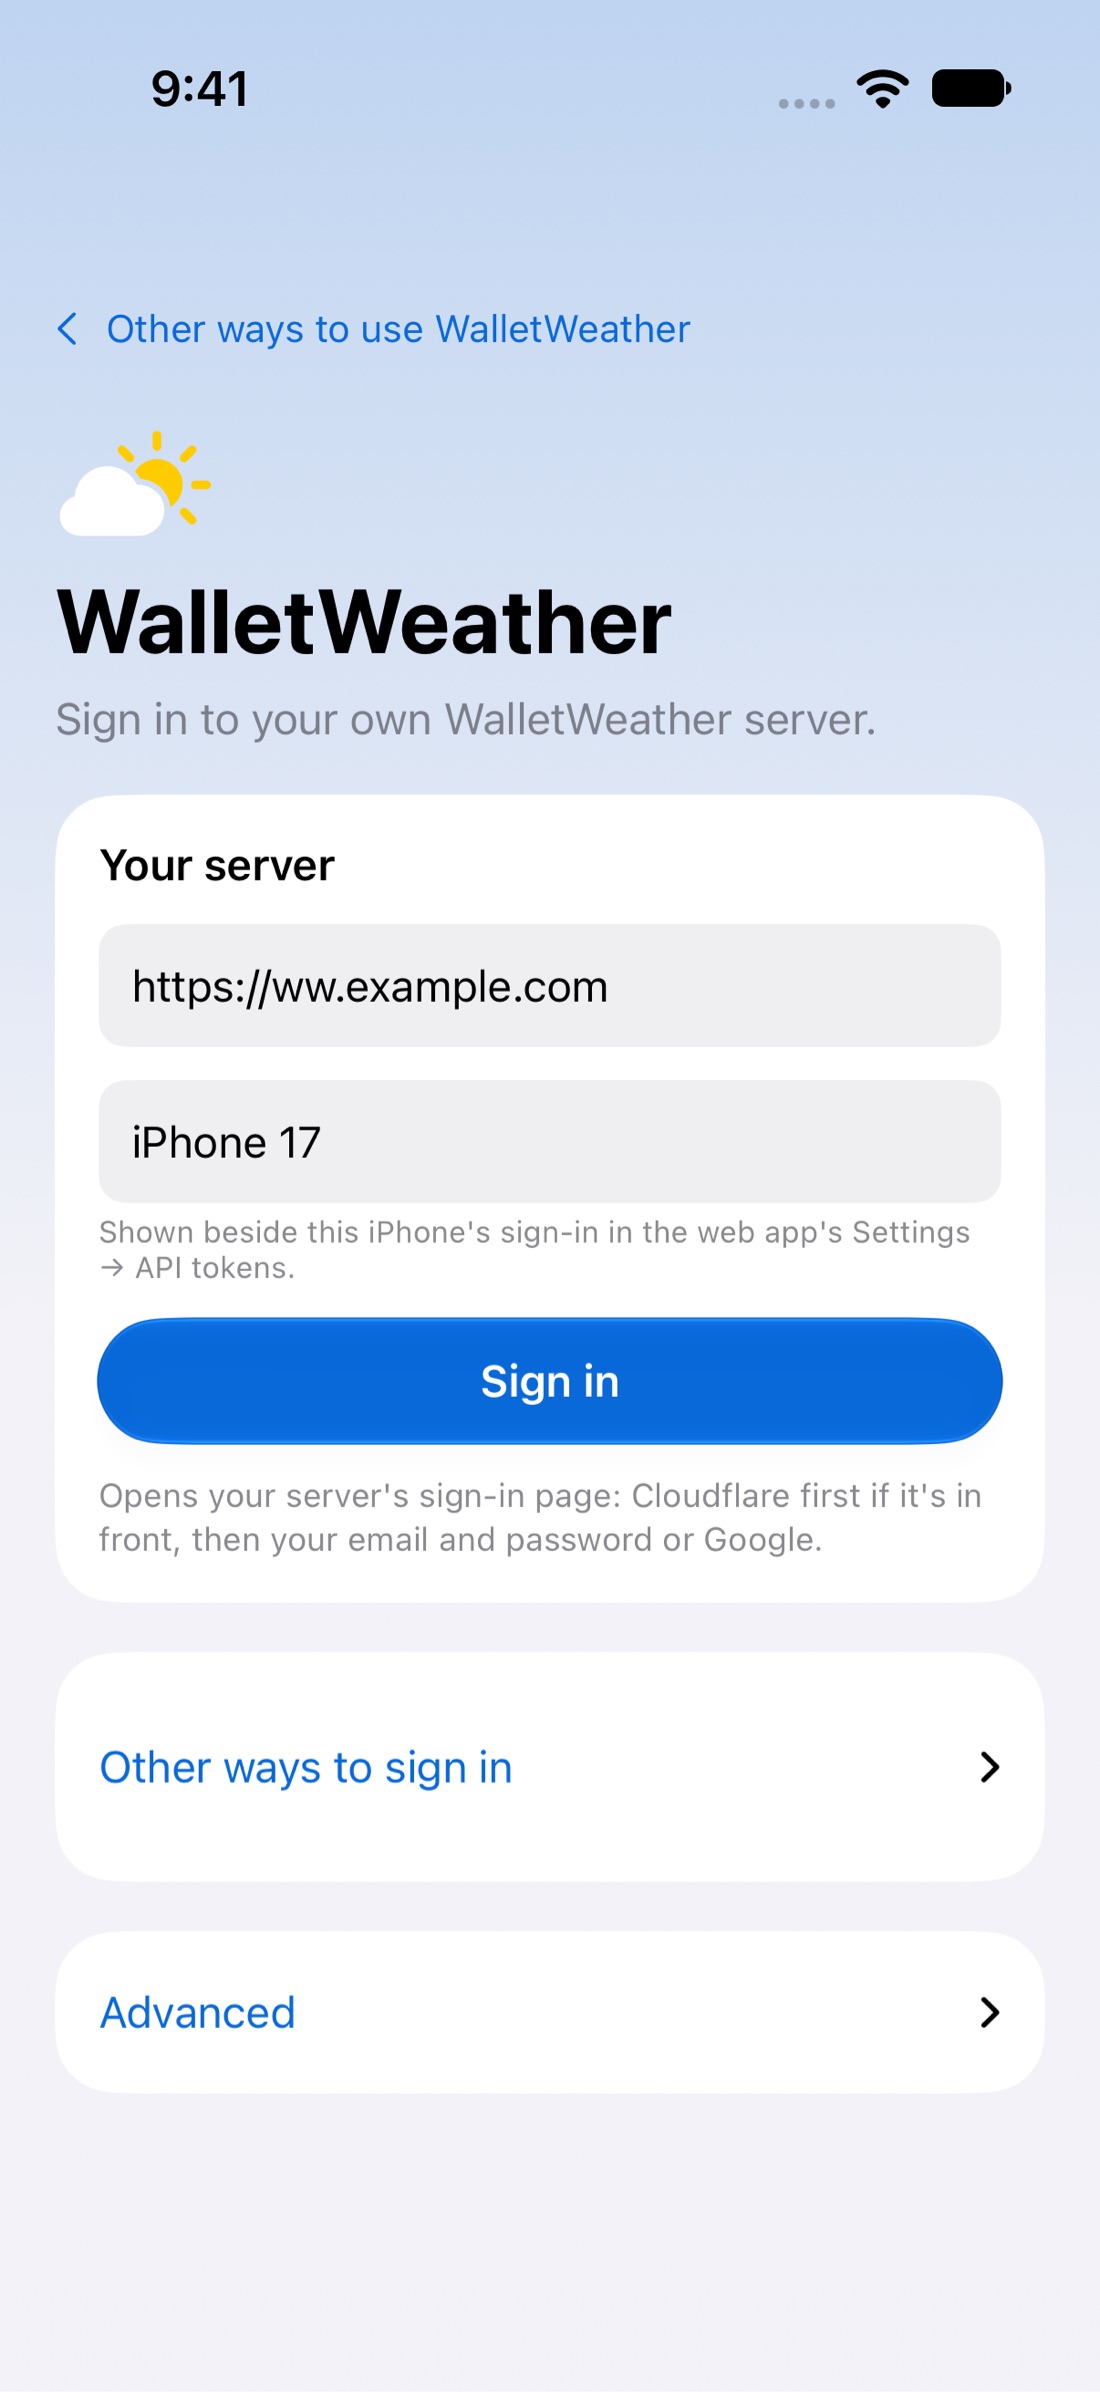 9:41
Other ways to use WalletWeather
WalletWeather
Sign in to your own WalletWeather server.
Your server
https://ww.example.com
iPhone 17
Shown beside this iPhone's sign-in in the web app's Settings
→ API tokens.
Sign in
Opens your server's sign-in page: Cloudflare first if it's in
front, then your email and password or Google.
Other ways to sign in
Advanced